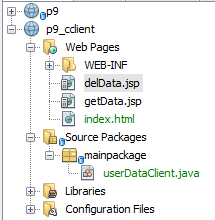 p9
p9_cclient
Web Pages
WEB-INF
delData.jsp
getData.jsp
index.html
Source Packages
mainpackage
userDataClient.java
Libraries
Configuration Files